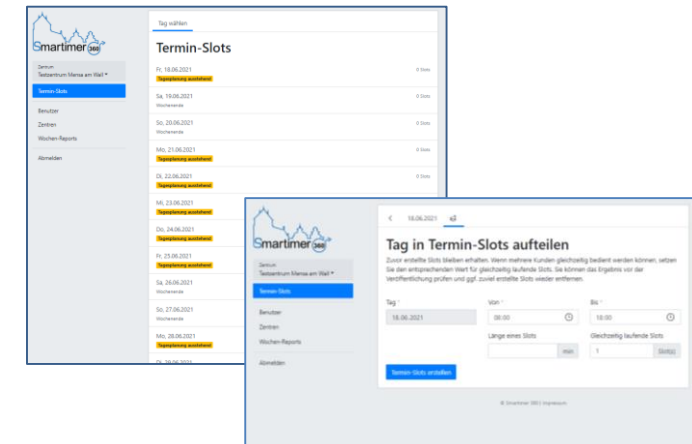 Smartimer 360°
Zentrum
Testzentrum Mensa am Wall
Termin-Slots
Benutzer
Zentren
Wochen-Reports
Abmelden
Tag wählen
Termin-Slots
Fr, 18.06.2021
0 Slots
Tagesplanung ausstehend
Sa, 19.06.2021
0 Slots
Wochenende
So, 20.06.2021
0 Slots
Wochenende
Mo, 21.06.2021
0 Slots
Tagesplanung ausstehend
Di, 22.06.2021
0 Slots
Tagesplanung ausstehend
Mi, 23.06.2021
Tagesplanung ausstehend
Do, 24.06.2021
Tagesplanung ausstehend
Fr, 25.06.2021
Tagesplanung ausstehend
Sa, 26.06.2021
Wochenende
So, 27.06.2021
Wochenende
Mo, 28.06.2021
Tagesplanung ausstehend
Di, 29.06.2021
Smartimer 360°
Zentrum
Testzentrum Mensa am Wall
Termin-Slots
Benutzer
Zentren
Wochen-Reports
Abmelden
18.06.2021
Tag in Termin-Slots aufteilen
Zuvor erstellte Slots bleiben erhalten. Wenn mehrere Kunden gleichzeitig bedient werden können, setzen
Sie den entsprechenden Wert für gleichzeitig laufende Slots. Sie können das Ergebnis vor der
Veröffentlichung prüfen und ggf. zuviel erstellte Slots wieder entfernen.
Tag *
Von *
Bis *
18.06.2021
08:00
18:00
Länge eines Slots
Gleichzeitig laufende Slots
min
1
Slot(s)
Termin-Slots erstellen
© Smartimer 360 | Impressum